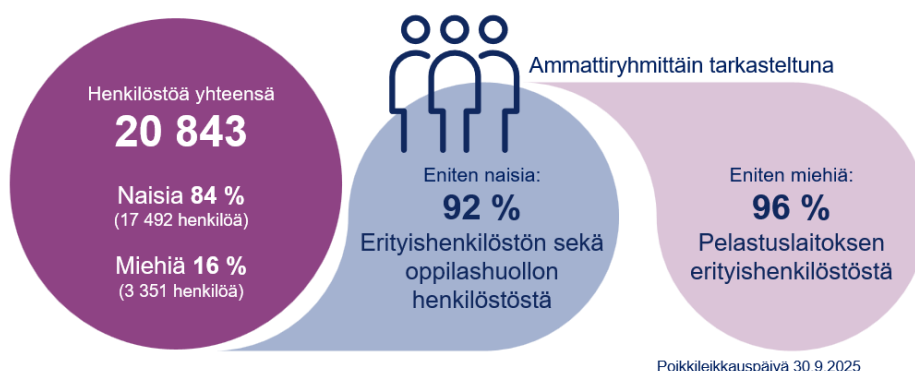 Henkilöstöä yhteensä
20 843
Naisia 84 %
(17 492 henkilöä)
Miehiä 16 %
(3 351 henkilöä)
Ammattiryhmittäin tarkasteltuna
Eniten naisia:
92 %
Erityishenkilöstön sekä
oppilashuollon
henkilöstöstä
Eniten miehiä:
96 %
Pelastuslaitoksen
erityishenkilöstöstä
Poikkileikkauspäivä 30.9.2025